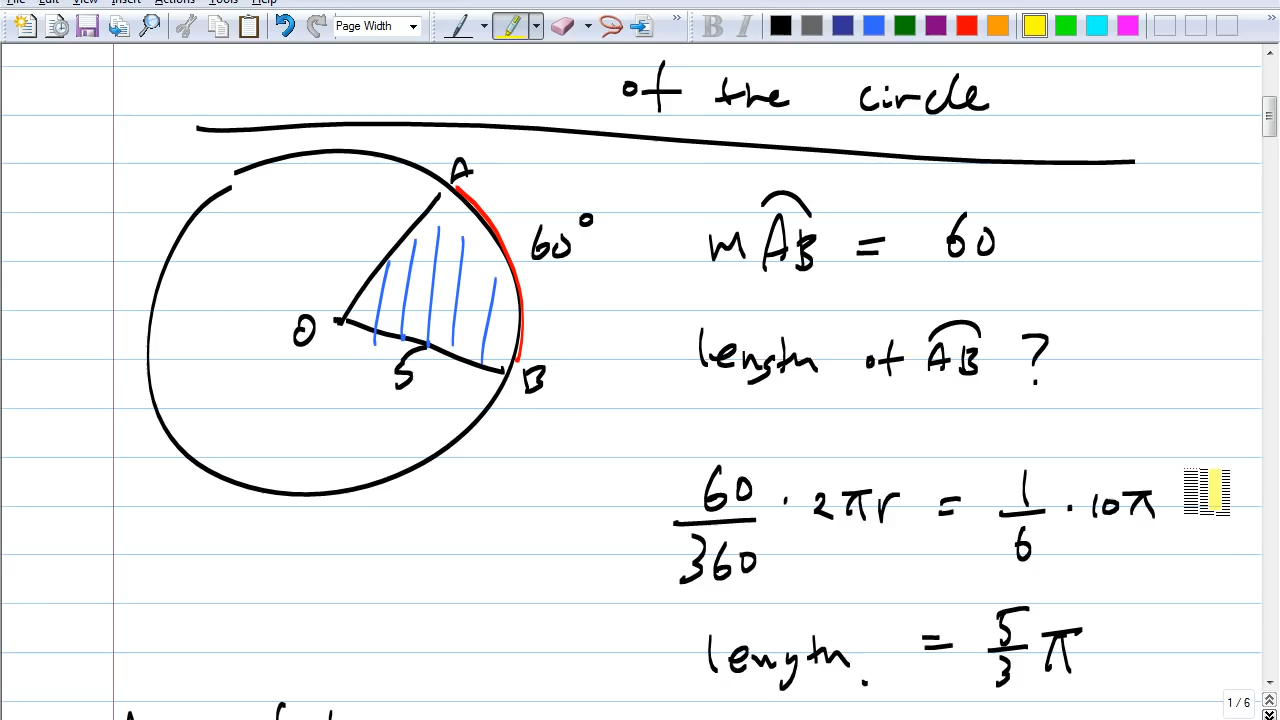 Page Width
of the circle
A
60°
m⌒AB = 60
O
length of ⌒AB ?
5
B
60/360 · 2πr = 1/6 · 10π
length. = 5/3 π
1 / 6